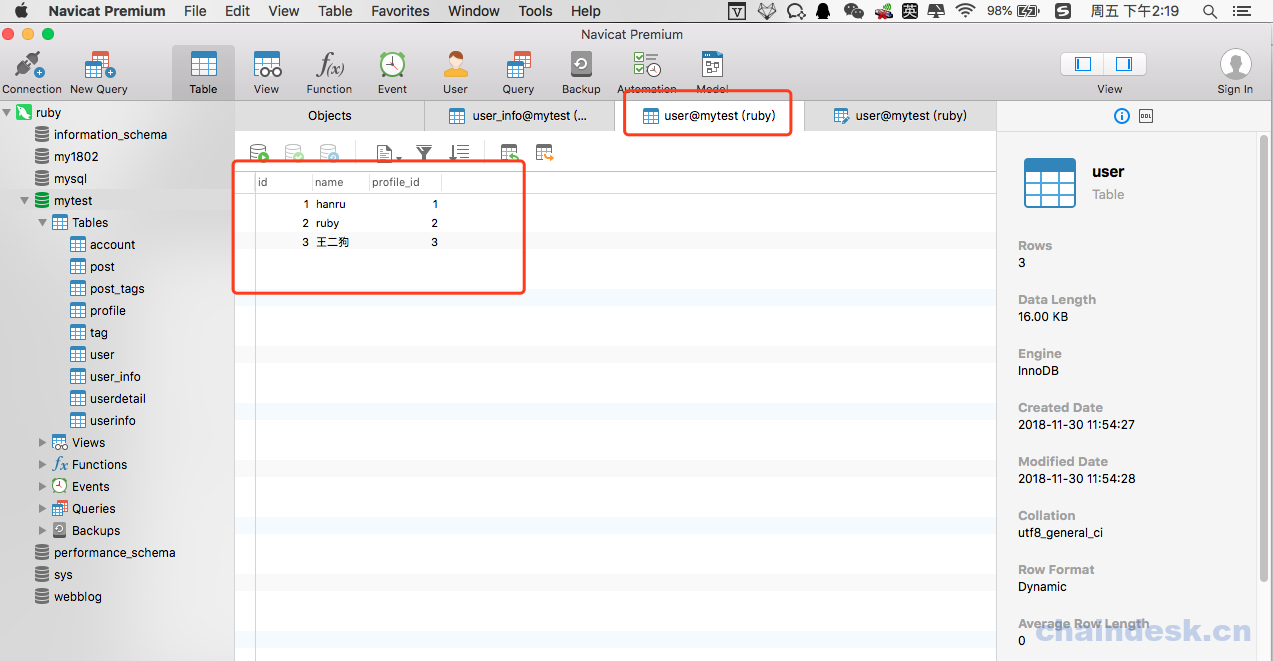 Navicat Premium File Edit View Table Favorites Window Tools Help 英 98% 周五 下午2:19
Navicat Premium
Connection New Query Table View Function Event User Query Backup Automation Model View Sign In
ruby
information_schema
my1802
mysql
mytest
Tables
account
post
post_tags
profile
tag
user
user_info
userdetail
userinfo
Views
Functions
Events
Queries
Backups
performance_schema
sys
webblog
Objects user_info@mytest (... user@mytest (ruby) user@mytest (ruby)
id name profile_id
1 hanru 1
2 ruby 2
3 王二狗 3
DDL
user
Table
Rows
3
Data Length
16.00 KB
Engine
InnoDB
Created Date
2018-11-30 11:54:27
Modified Date
2018-11-30 11:54:28
Collation
utf8_general_ci
Row Format
Dynamic
Average Row Length
0
chaindesk.cn